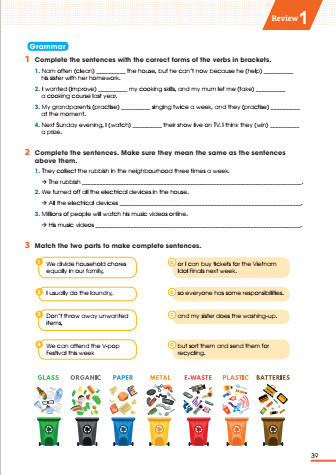 Review 1
Grammar
1 Complete the sentences with the correct forms of the verbs in brackets.
1. Nam often (clean) __________ the house, but he can't now because he (help) __________
his sister with her homework.
2. I wanted (improve) __________ my cooking skills, and my mum let me (take) __________
a cooking course last year.
3. My grandparents (practise) __________ singing twice a week, and they (practise) __________
at the moment.
4. Next Sunday evening, I (watch) __________ their show live on TV. I think they (win) __________
a prize.
2 Complete the sentences. Make sure they mean the same as the sentences
above them.
1. They collect the rubbish in the neighbourhood three times a week.
→ The rubbish __________.
2. We turned off all the electrical devices in the house.
→ All the electrical devices __________.
3. Millions of people will watch his music videos online.
→ His music videos __________.
3 Match the two parts to make complete sentences.
1 We divide household chores
equally in our family,
a or I can buy tickets for the Vietnam
Idol Finals next week.
2 I usually do the laundry,
b so everyone has some responsibilities.
3 Don't throw away unwanted
items,
c and my sister does the washing-up.
4 We can attend the V-pop
Festival this week
d but sort them and send them for
recycling.
GLASS ORGANIC PAPER METAL E-WASTE PLASTIC BATTERIES
39